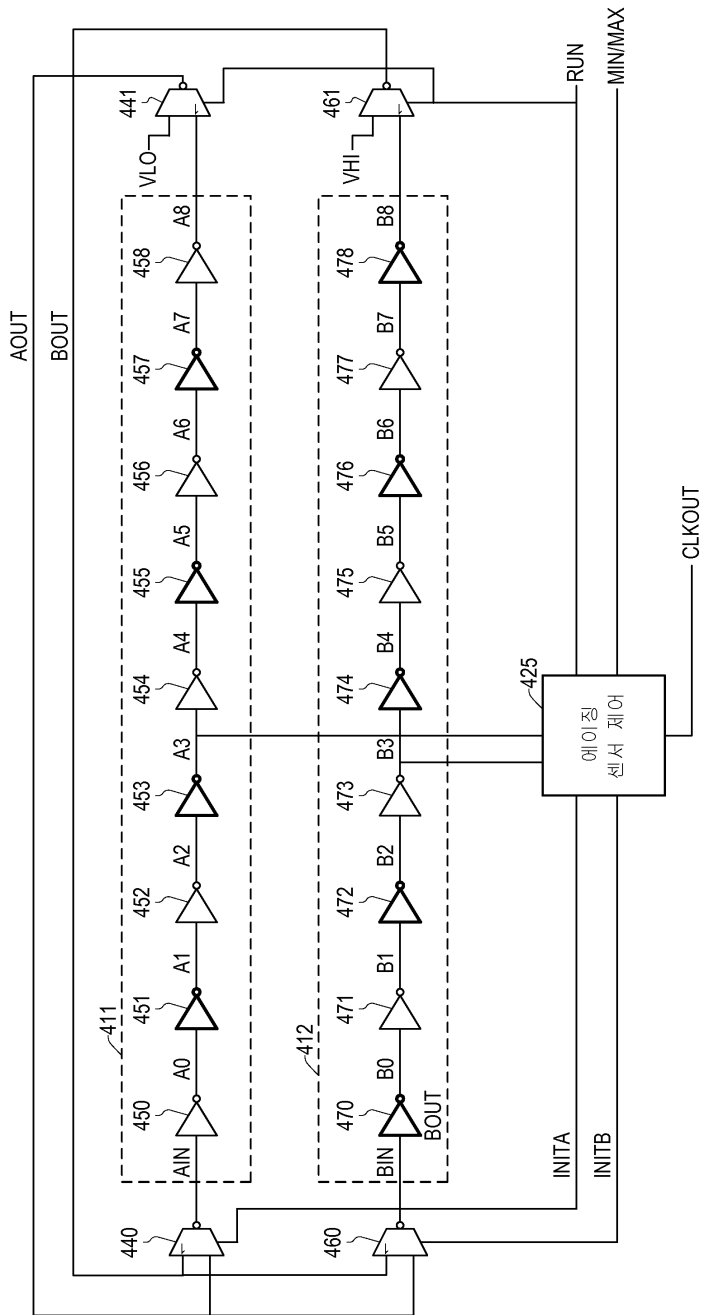 AOUT
BOUT
411
440
AIN
450
A0
451
A1
452
A2
453
A3
454
A4
455
A5
456
A6
457
A7
458
A8
VLO
441
412
460
BIN
470
BOUT
B0
471
B1
472
B2
473
B3
474
B4
475
B5
476
B6
477
B7
478
B8
VHI
461
INITA
INITB
425
에이징
센서 제어
RUN
MIN/MAX
CLKOUT